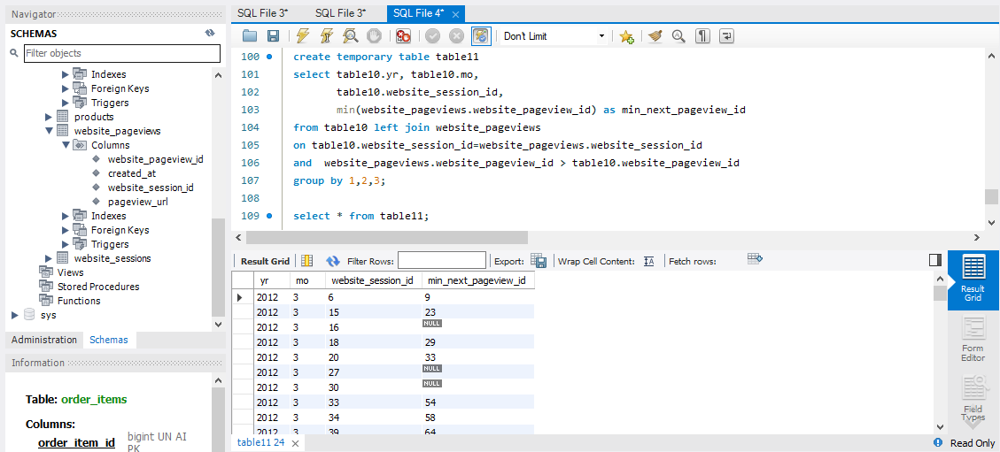 Navigator
SCHEMAS
Filter objects
Indexes
Foreign Keys
Triggers
products
website_pageviews
Columns
website_pageview_id
created_at
website_session_id
pageview_url
Indexes
Foreign Keys
Triggers
website_sessions
Views
Stored Procedures
Functions
sys
Administration Schemas
Information
Table: order_items
Columns:
order_item_id bigint UN AI
PK
SQL File 3* SQL File 3* SQL File 4*
Don't Limit
100 create temporary table table11
101 select table10.yr, table10.mo,
102 table10.website_session_id,
103 min(website_pageviews.website_pageview_id) as min_next_pageview_id
104 from table10 left join website_pageviews
105 on table10.website_session_id=website_pageviews.website_session_id
106 and website_pageviews.website_pageview_id > table10.website_pageview_id
107 group by 1,2,3;
108
109 select * from table11;
Result Grid Filter Rows: Export: Wrap Cell Content: Fetch rows:
yr mo website_session_id min_next_pageview_id
2012 3 6 9
2012 3 15 23
2012 3 16 NULL
2012 3 18 29
2012 3 20 33
2012 3 27 NULL
2012 3 30 NULL
2012 3 33 54
2012 3 34 58
2012 3 39 64
Result
Grid
Form
Editor
Field
Types
table11 24
Read Only